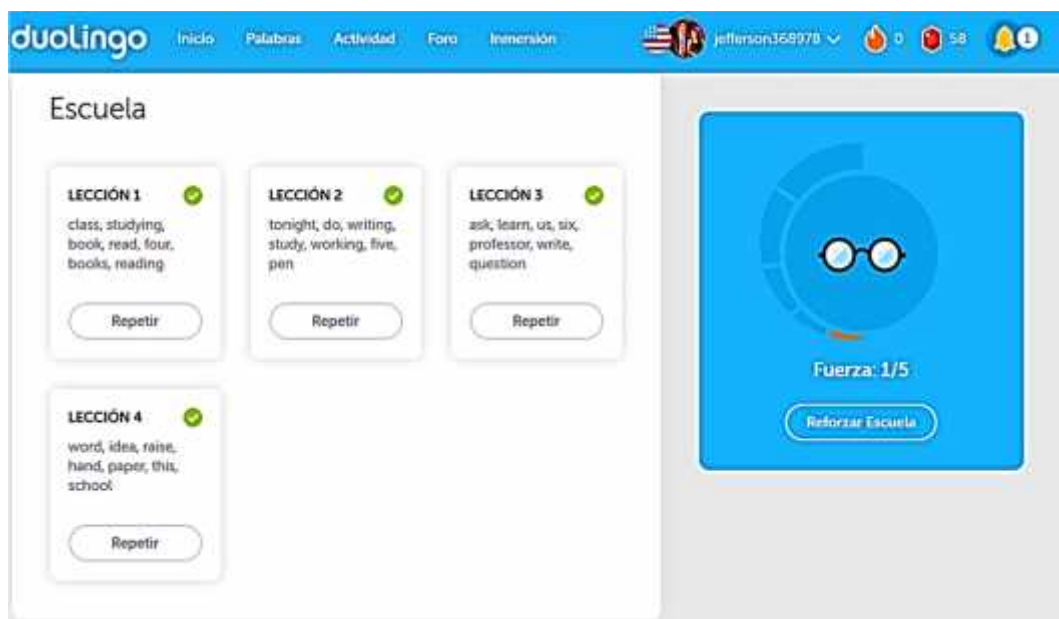 duolingo Inicio Palabras Actividad Foro Inmersión jefferson368978 0 58 1
Escuela
LECCIÓN 1
class, studying,
book, read, four,
books, reading
Repetir
LECCIÓN 2
tonight, do, writing,
study, working, five,
pen
Repetir
LECCIÓN 3
ask, learn, us, six,
professor, write,
question
Repetir
LECCIÓN 4
word, idea, raise,
hand, paper, this,
school
Repetir
Fuerza: 1/5
Reforzar Escuela